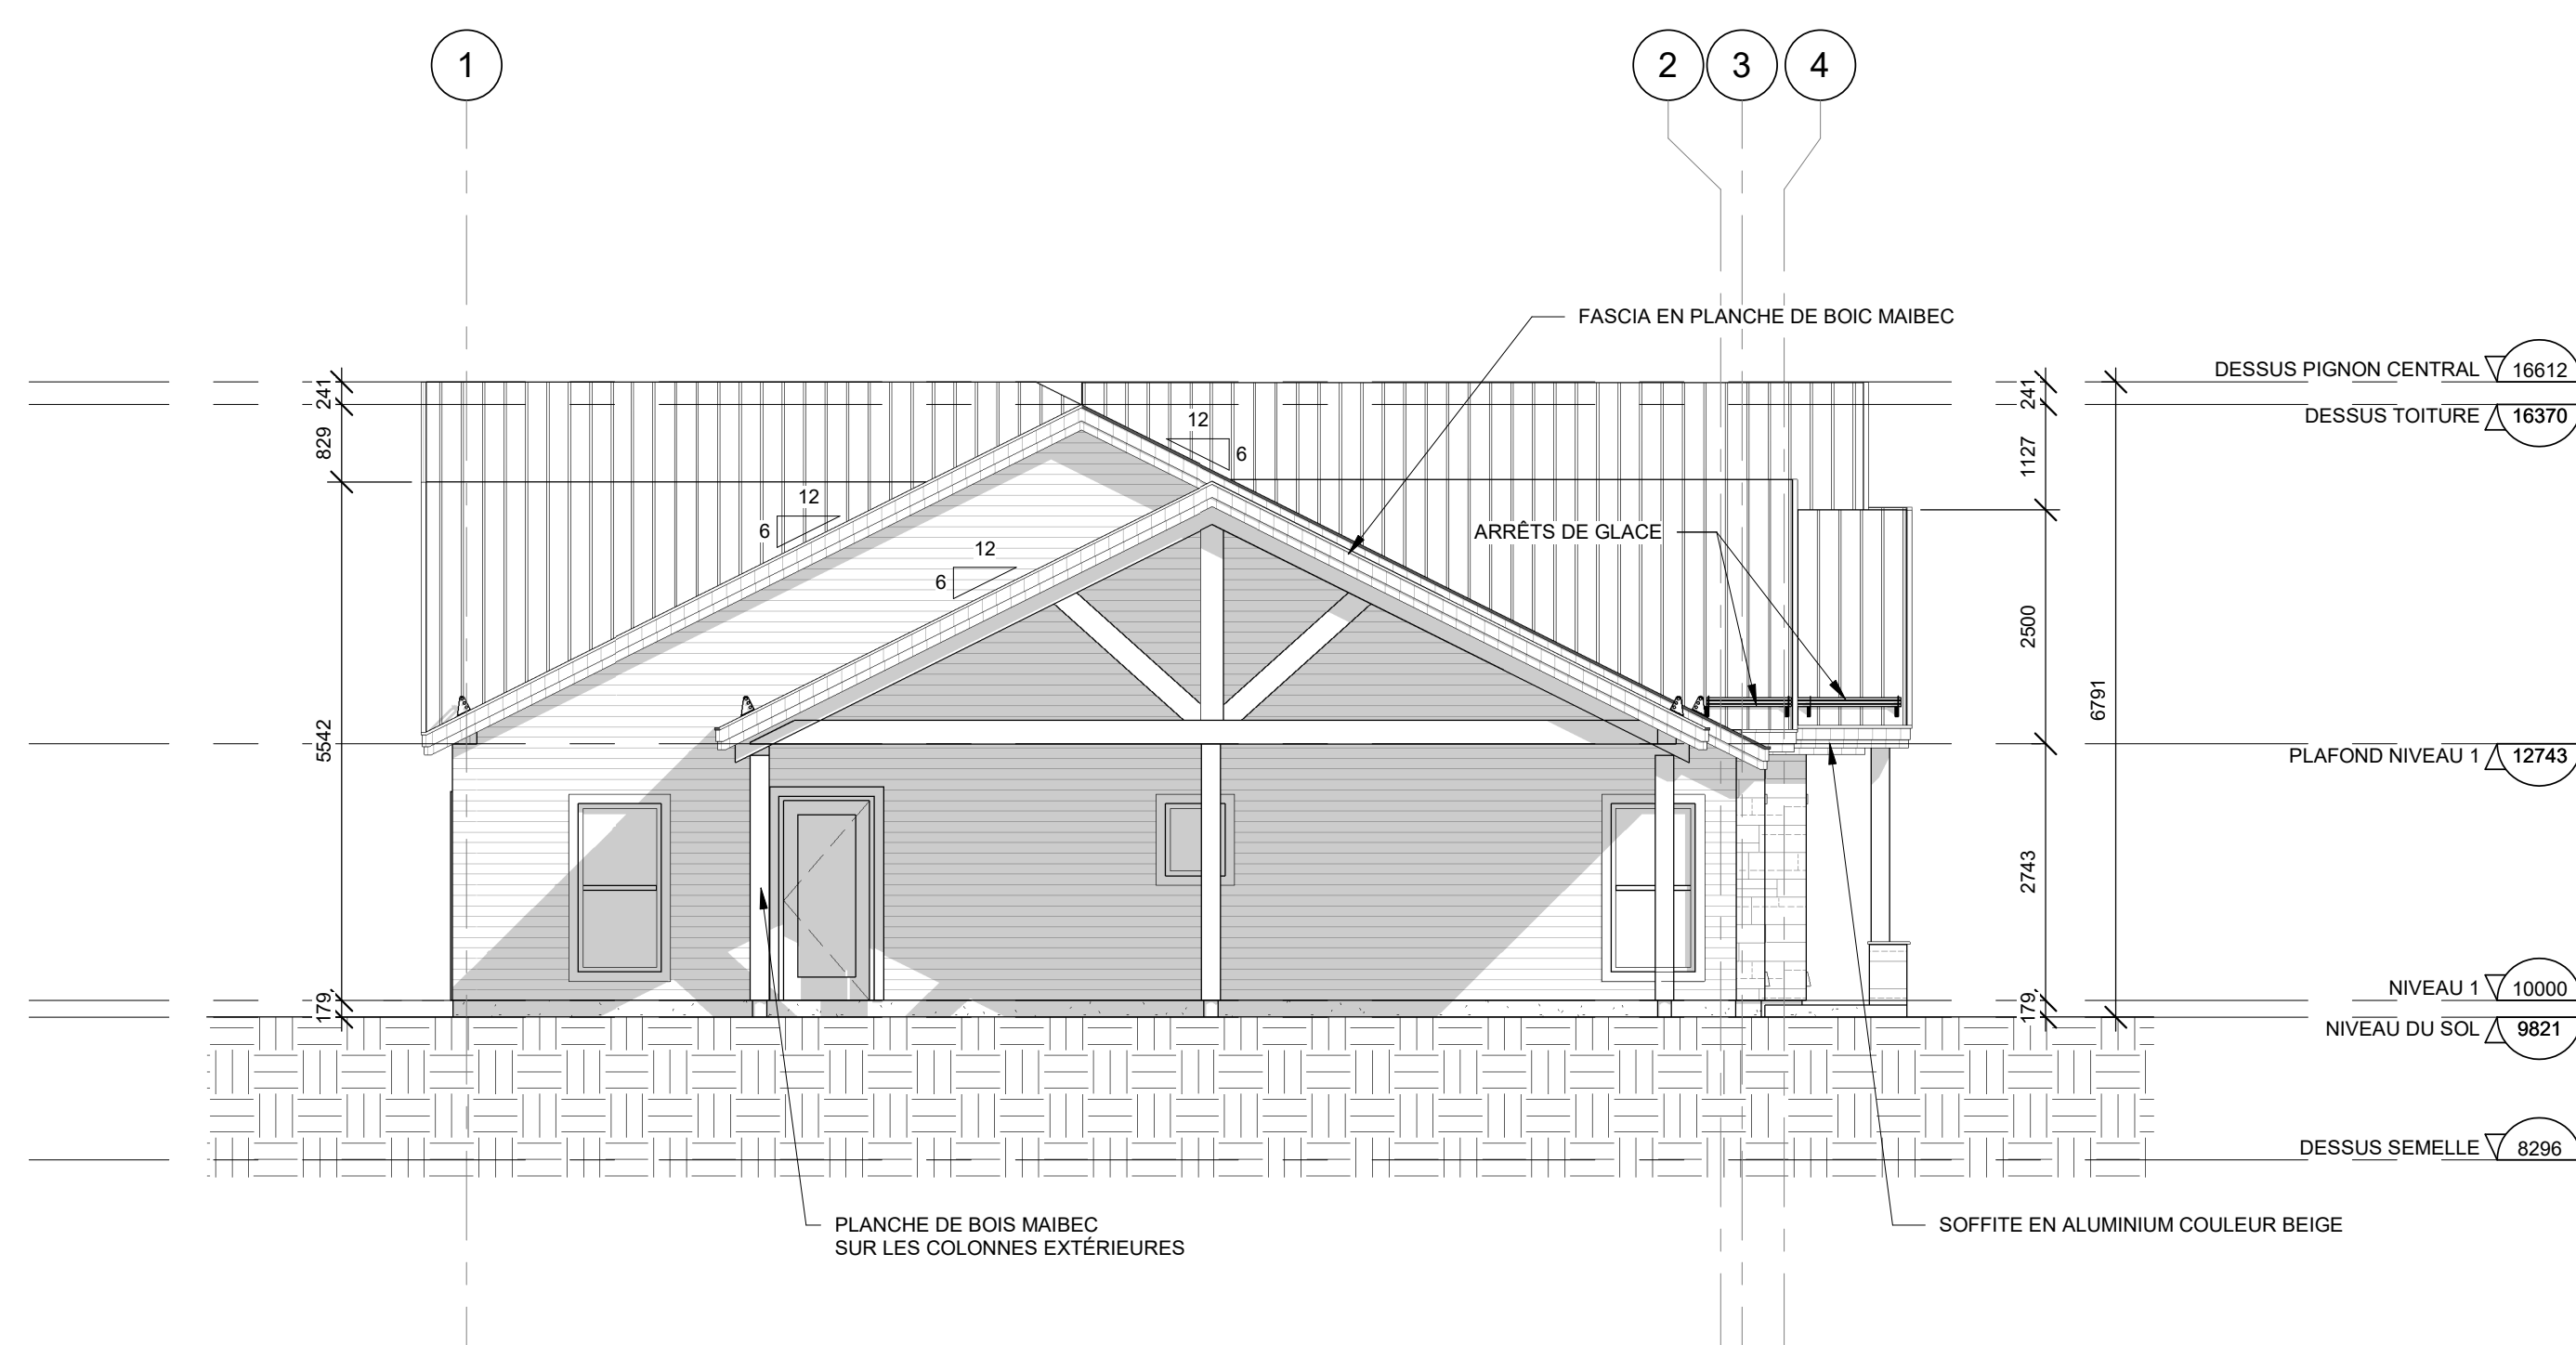 1
2
3
4
FASCIA EN PLANCHE DE BOIC MAIBEC
DESSUS PIGNON CENTRAL 16612
DESSUS TOITURE 16370
241
829
5542
179,
12
6
12
6
12
6
ARRÊTS DE GLACE
241
1127
2500
2743
179,
6791
PLAFOND NIVEAU 1 12743
NIVEAU 1 10000
NIVEAU DU SOL 9821
DESSUS SEMELLE 8296
PLANCHE DE BOIS MAIBEC
SUR LES COLONNES EXTÉRIEURES
SOFFITE EN ALUMINIUM COULEUR BEIGE